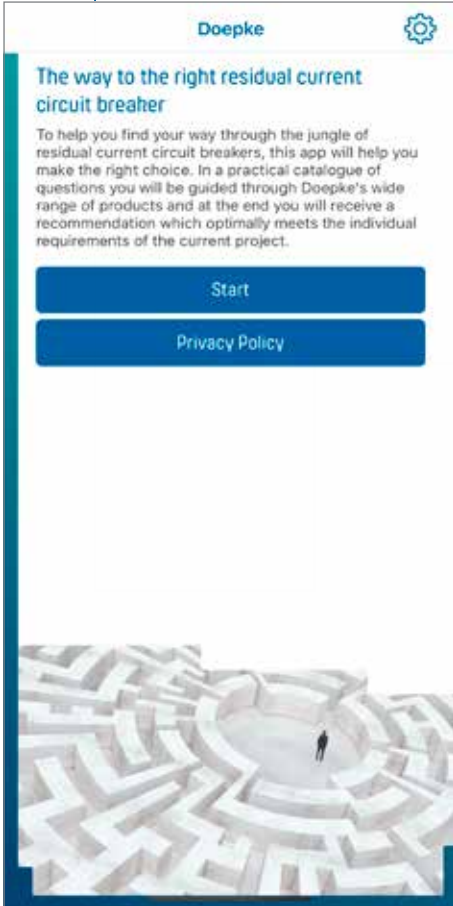 Doepke
The way to the right residual current
circuit breaker
To help you find your way through the jungle of
residual current circuit breakers, this app will help you
make the right choice. In a practical catalogue of
questions you will be guided through Doepke's wide
range of products and at the end you will receive a
recommendation which optimally meets the individual
requirements of the current project.
Start
Privacy Policy